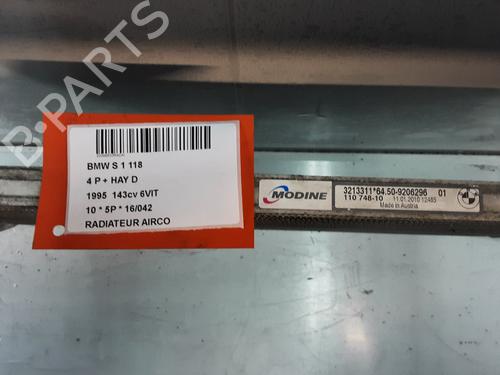 B-PARTS
BMW S 1 118
4 P + HAY D
1995 143cv 6VIT
10 * 5P * 16/042
RADIATEUR AIRCO
MODINE
3213311*64.50-9206296 01
110 748-10 11.01.2010 12485
Made in Austria
BMW